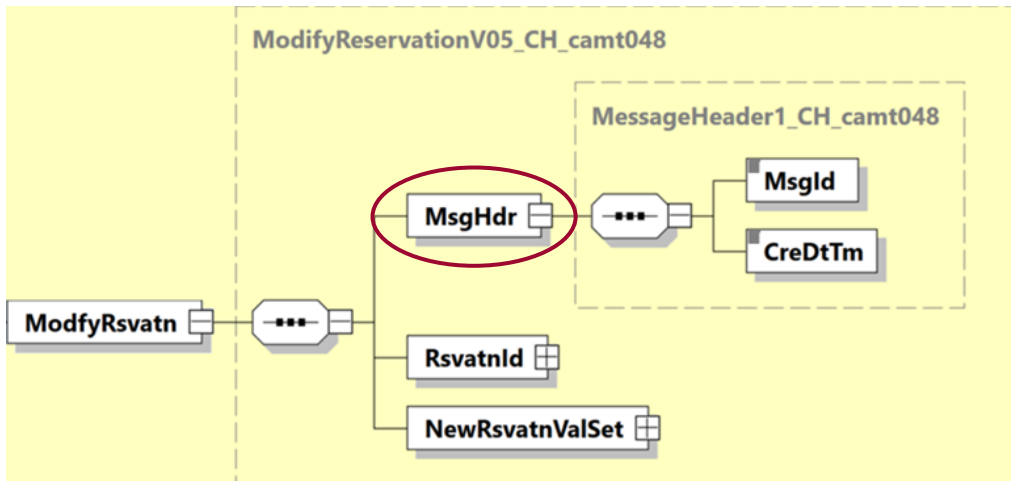 ModifyReservationV05_CH_camt048
MessageHeader1_CH_camt048
MsgId
MsgHdr
CreDtTm
ModfyRsvatn
RsvatnId
NewRsvatnValSet